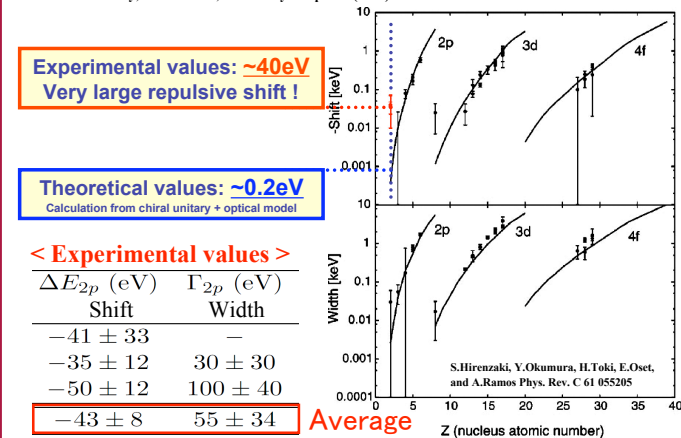 Experimental values: ~40eV
Very large repulsive shift !
Theoretical values: ~0.2eV
Calculation from chiral unitary + optical model
< Experimental values >
ΔE2p (eV) Γ2p (eV)
Shift Width
−41 ± 33 −
−35 ± 12 30 ± 30
−50 ± 12 100 ± 40
−43 ± 8 55 ± 34 Average
-Shift [keV]
10
1
0.1
0.01
0.001
2p
3d
4f
Width [keV]
10
1
0.1
0.01
0.001
0.0001
2p
3d
4f
S.Hirenzaki, Y.Okumura, H.Toki, E.Oset,
and A.Ramos Phys. Rev. C 61 055205
0 5 10 15 20 25 30 35 40
Z (nucleus atomic number)